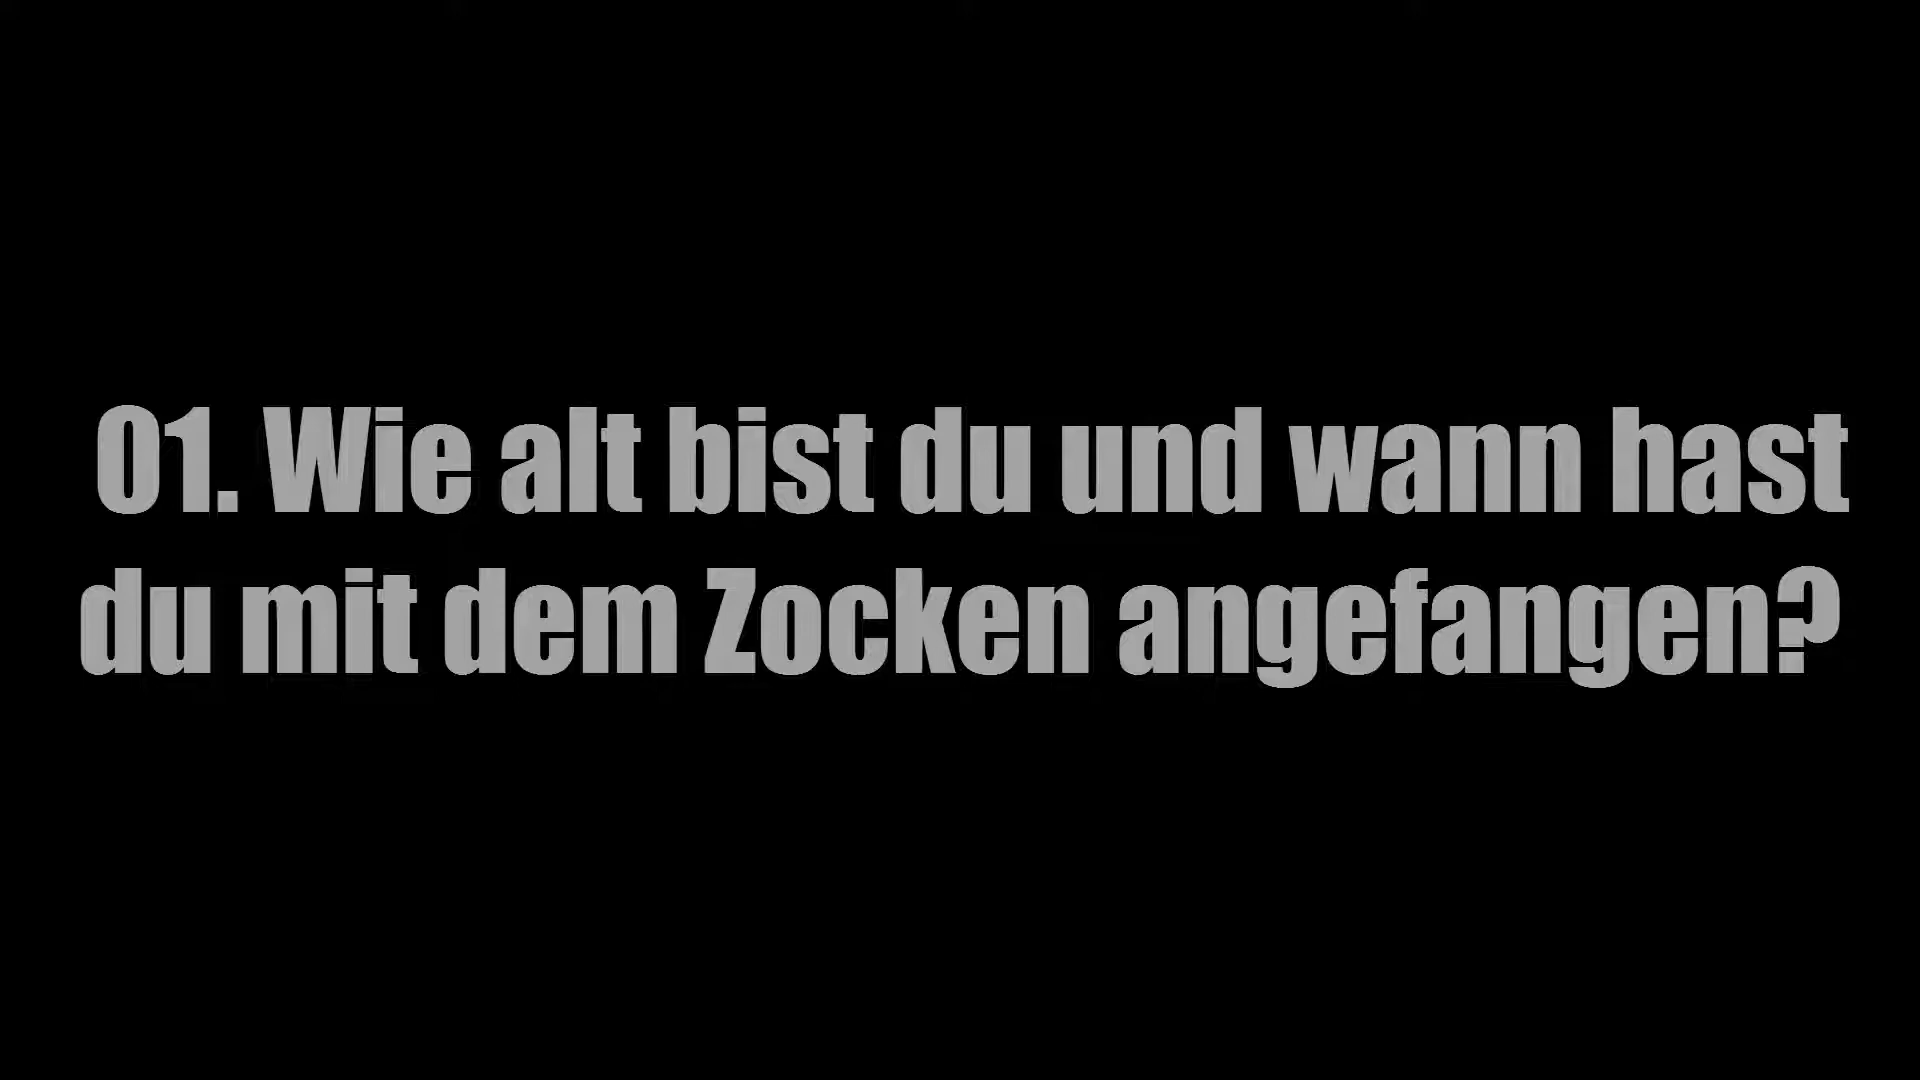 01. Wie alt bist du und wann hast
du mit dem Zocken angefangen?